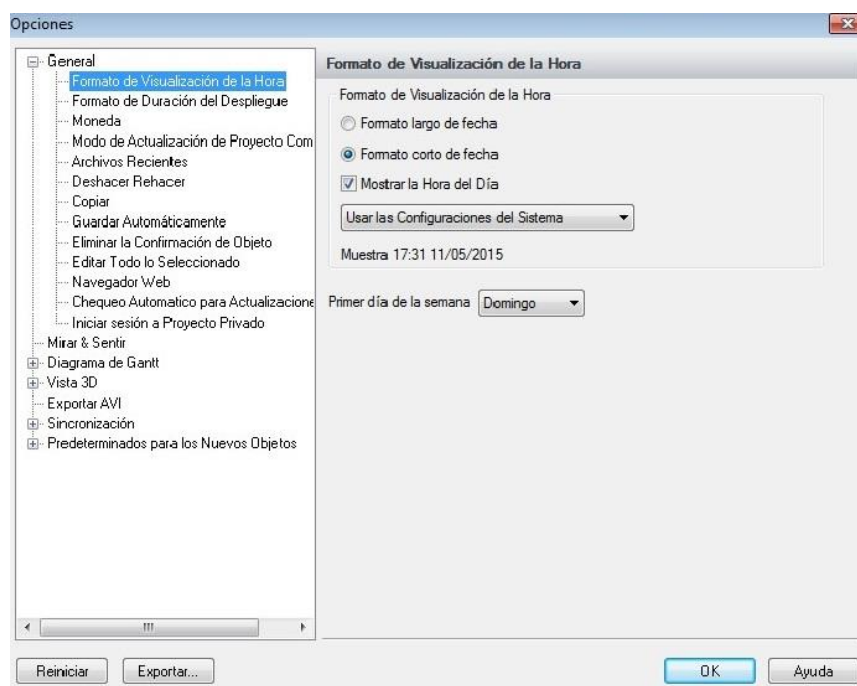 Opciones
General
Formato de Visualización de la Hora
Formato de Duración del Despliegue
Moneda
Modo de Actualización de Proyecto Com
Archivos Recientes
Deshacer Rehacer
Copiar
Guardar Automáticamente
Eliminar la Confirmación de Objeto
Editar Todo lo Seleccionado
Navegador Web
Chequeo Automatico para Actualizacione
Iniciar sesión a Proyecto Privado
Mirar & Sentir
Diagrama de Gantt
Vista 3D
Exportar AVI
Sincronización
Predeterminados para los Nuevos Objetos
Formato de Visualización de la Hora
Formato de Visualización de la Hora
Formato largo de fecha
Formato corto de fecha
Mostrar la Hora del Día
Usar las Configuraciones del Sistema
Muestra 17:31 11/05/2015
Primer día de la semana Domingo
Reiniciar Exportar... OK Ayuda